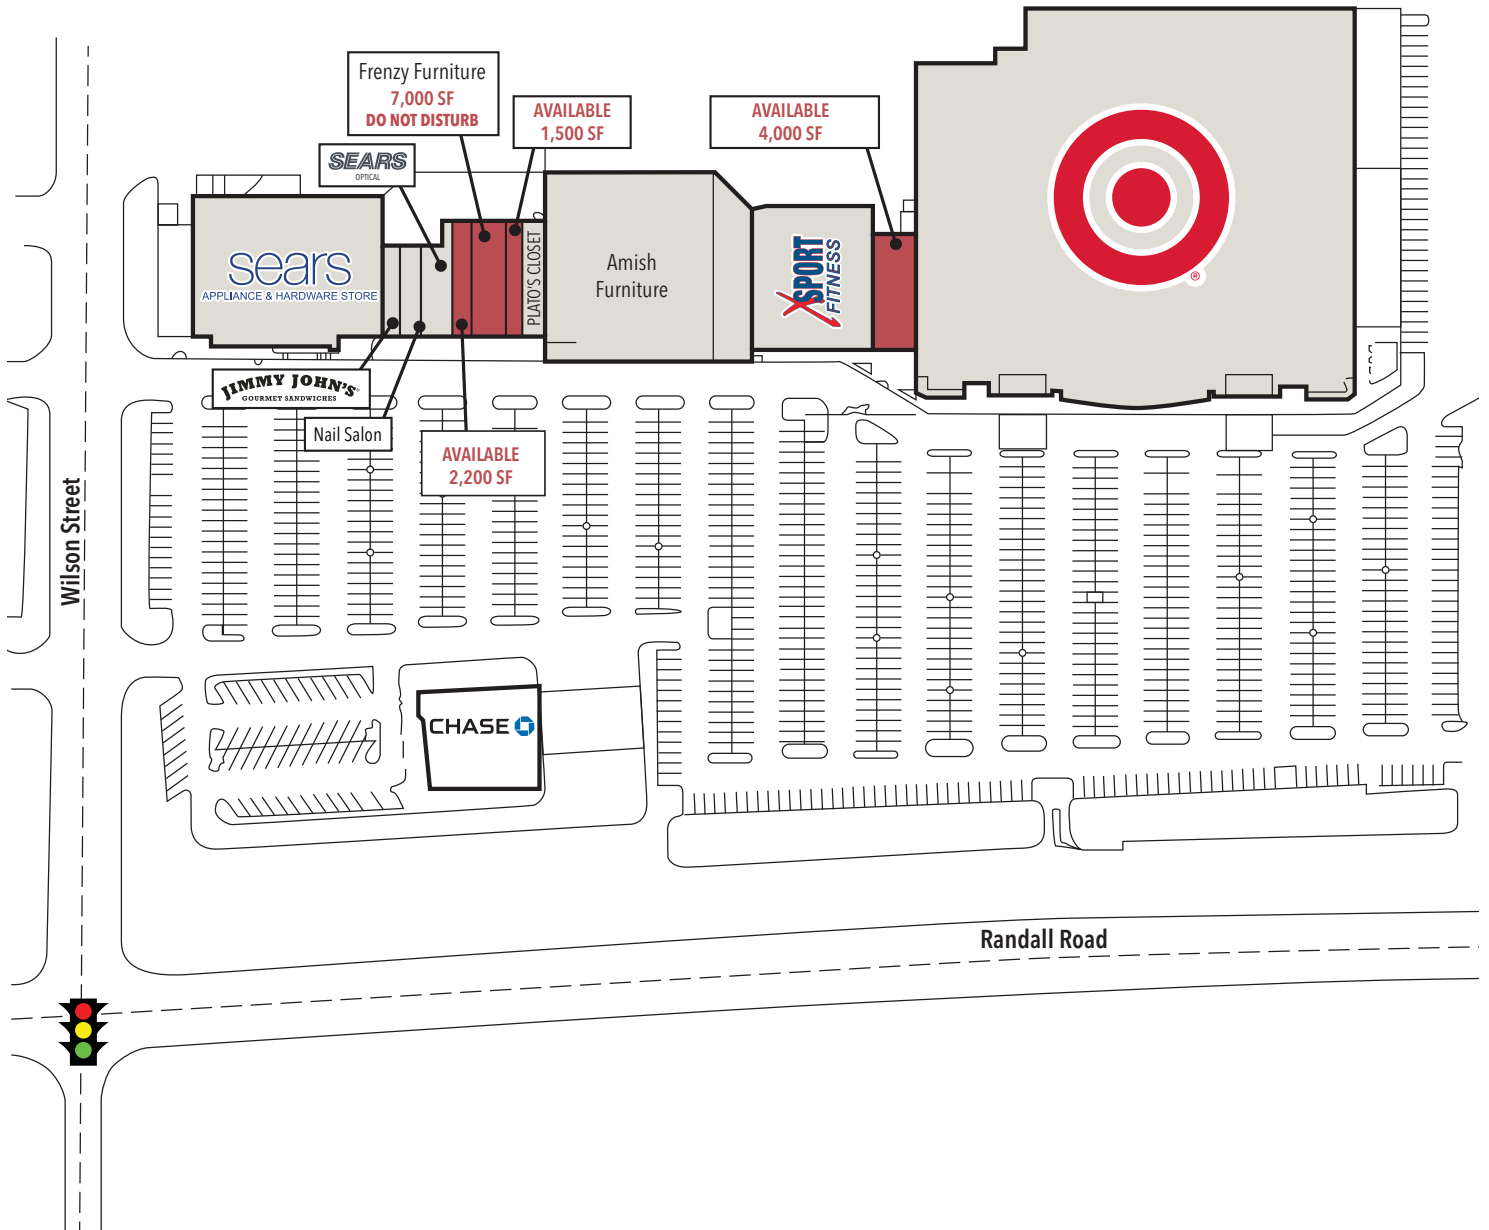 Frenzy Furniture
7,000 SF
DO NOT DISTURB
AVAILABLE
1,500 SF
AVAILABLE
4,000 SF
SEARS
OPTICAL
sears
APPLIANCE & HARDWARE STORE
PLATO'S CLOSET
Amish
Furniture
XSPORT
FITNESS
®
JIMMY JOHN'S
GOURMET SANDWICHES
Nail Salon
AVAILABLE
2,200 SF
Wilson Street
CHASE
Randall Road